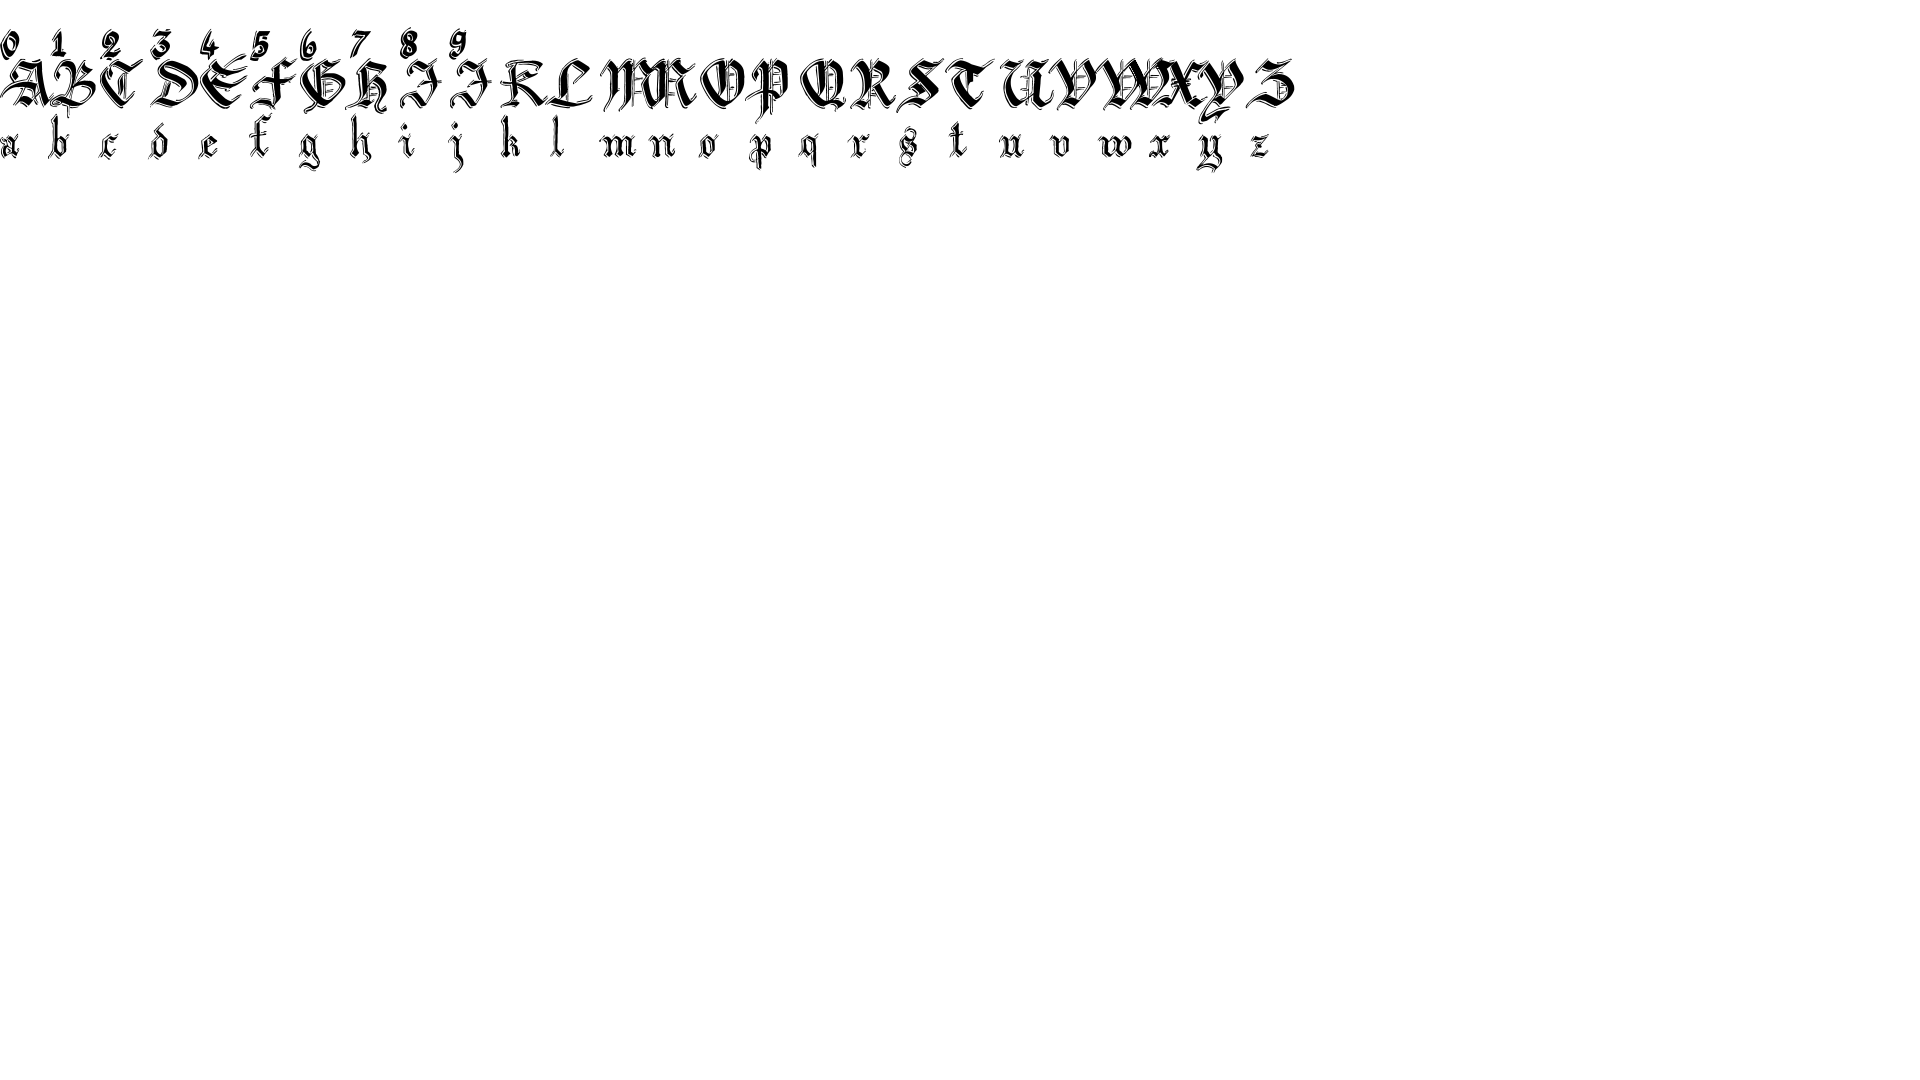 0 1 2 3 4 5 6 7 8 9
A B C D E F G H I J K L M N O P Q R S T U V W X Y Z
a b c d e f g h i j k l m n o p q r s t u v w x y z